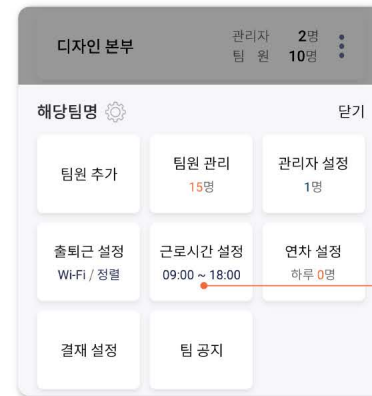 디자인 본부
관리자 2명
팀 원 10명
해당팀명
닫기
팀원 추가
팀원 관리
15명
관리자 설정
1명
출퇴근 설정
Wi-Fi / 정렬
근로시간 설정
09:00 ~ 18:00
연차 설정
하루 0명
결재 설정
팀 공지